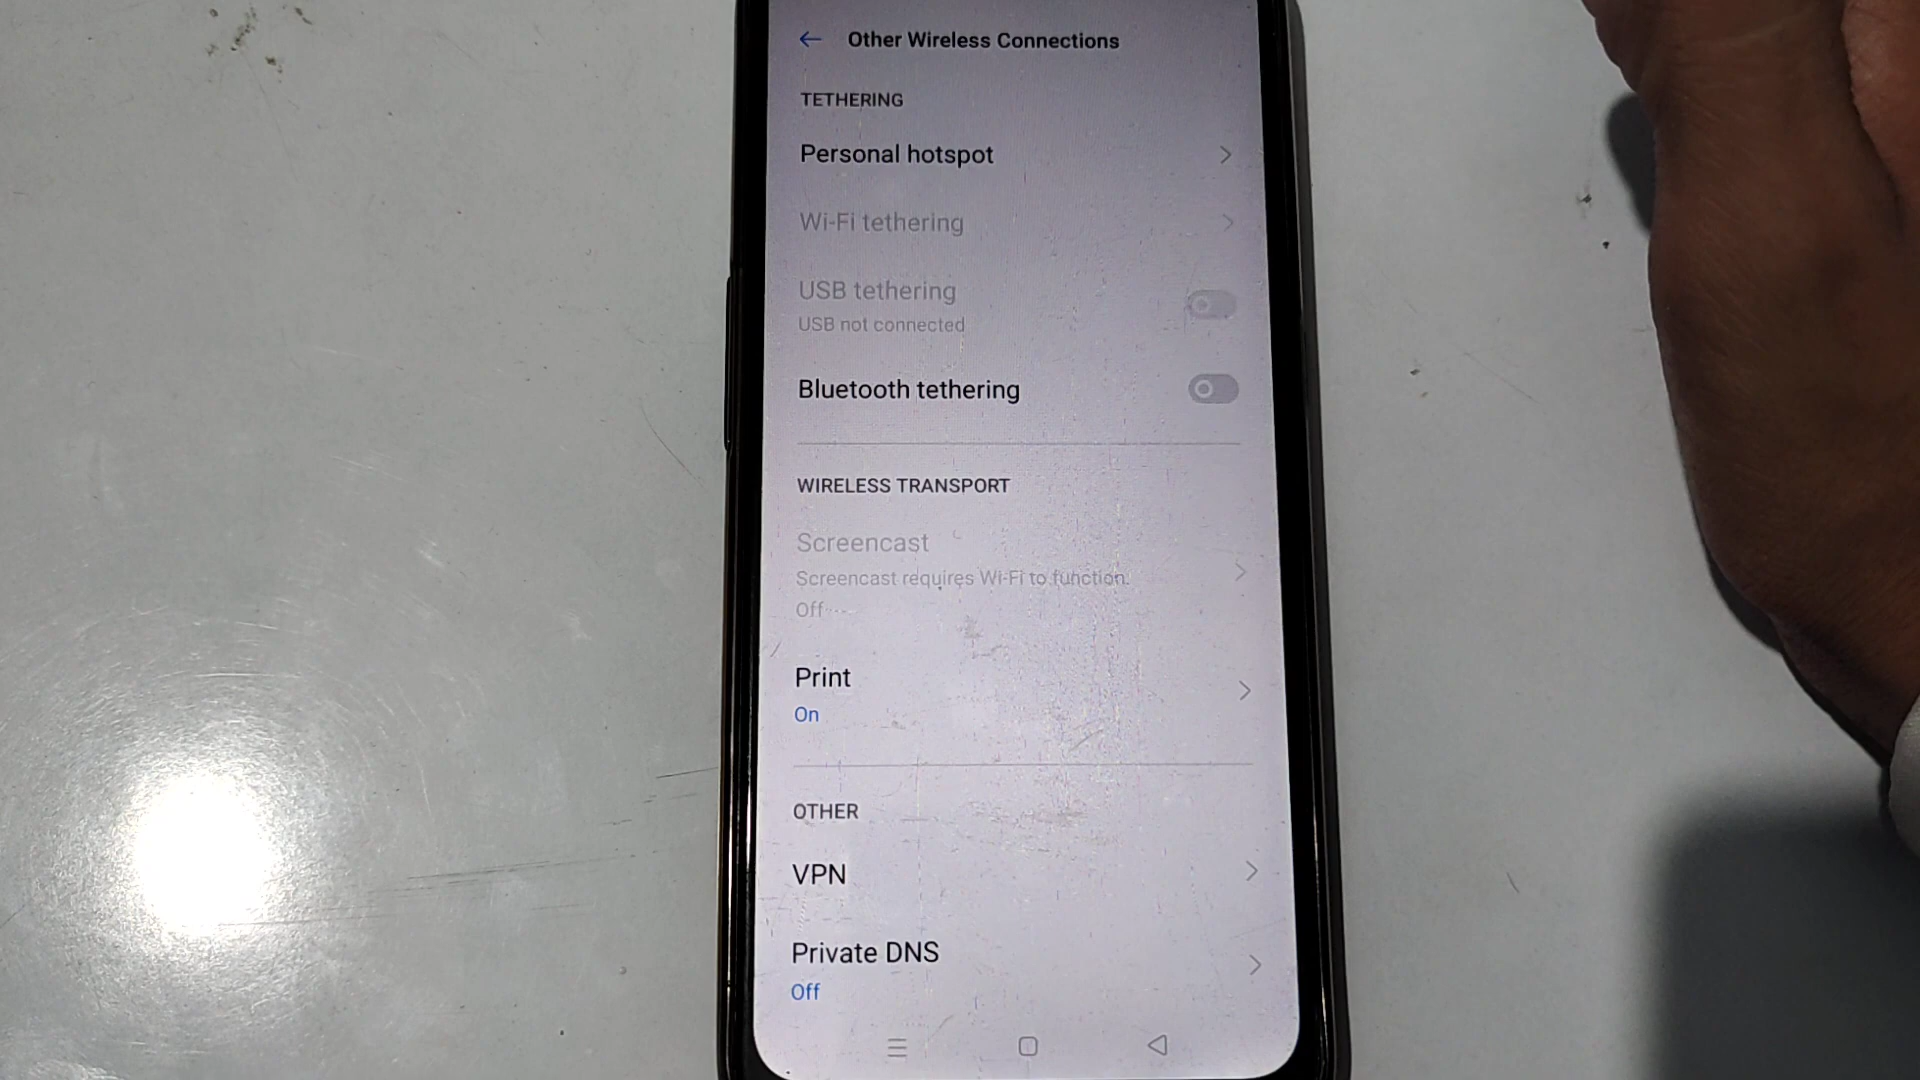 Other Wireless Connections
TETHERING
Personal hotspot
Wi-Fi tethering
USB tethering
USB not connected
Bluetooth tethering
WIRELESS TRANSPORT
Screencast
Screencast requires Wi-Fi to function.
Off
Print
On
OTHER
VPN
Private DNS
Off